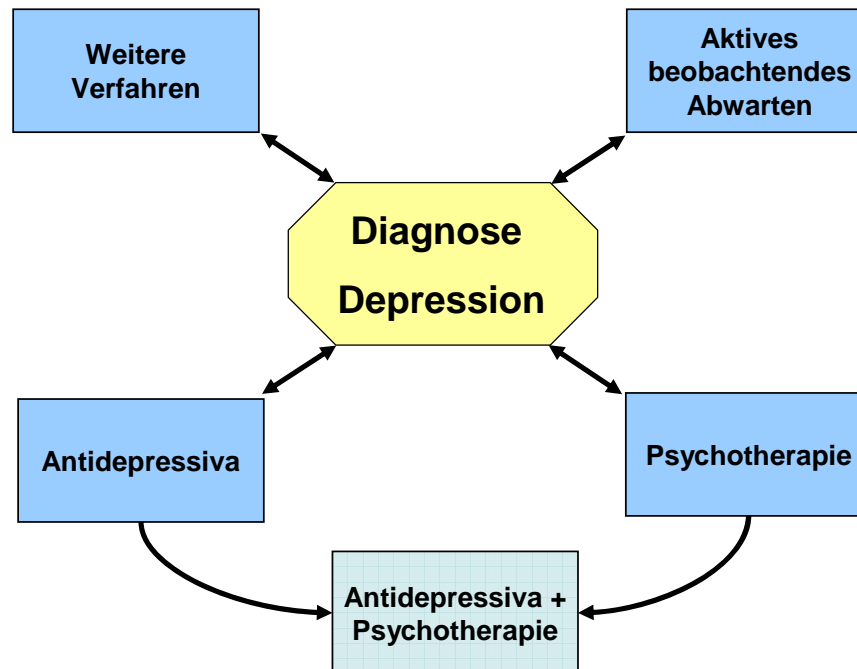 Weitere
Verfahren
Aktives
beobachtendes
Abwarten
Diagnose
Depression
Antidepressiva
Psychotherapie
Antidepressiva +
Psychotherapie